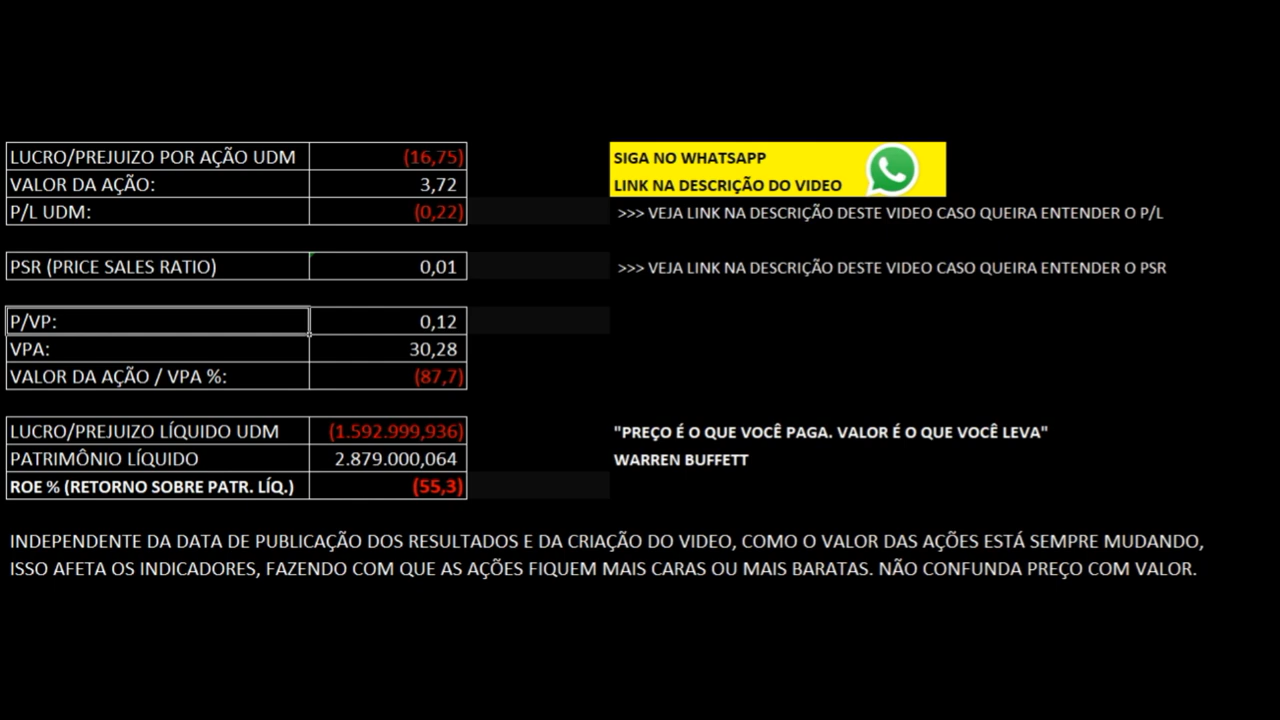 LUCRO/PREJUIZO POR AÇÃO UDM (16,75)
VALOR DA AÇÃO: 3,72
P/L UDM: (0,22)
SIGA NO WHATSAPP
LINK NA DESCRIÇÃO DO VIDEO
>>> VEJA LINK NA DESCRIÇÃO DESTE VIDEO CASO QUEIRA ENTENDER O P/L
PSR (PRICE SALES RATIO) 0,01
>>> VEJA LINK NA DESCRIÇÃO DESTE VIDEO CASO QUEIRA ENTENDER O PSR
P/VP: 0,12
VPA: 30,28
VALOR DA AÇÃO / VPA %: (87,7)
LUCRO/PREJUIZO LÍQUIDO UDM (1.592.999,936)
PATRIMÔNIO LÍQUIDO 2.879.000,064
ROE % (RETORNO SOBRE PATR. LÍQ.) (55,3)
"PREÇO É O QUE VOCÊ PAGA. VALOR É O QUE VOCÊ LEVA"
WARREN BUFFETT
INDEPENDENTE DA DATA DE PUBLICAÇÃO DOS RESULTADOS E DA CRIAÇÃO DO VIDEO, COMO O VALOR DAS AÇÕES ESTÁ SEMPRE MUDANDO,
ISSO AFETA OS INDICADORES, FAZENDO COM QUE AS AÇÕES FIQUEM MAIS CARAS OU MAIS BARATAS. NÃO CONFUNDA PREÇO COM VALOR.